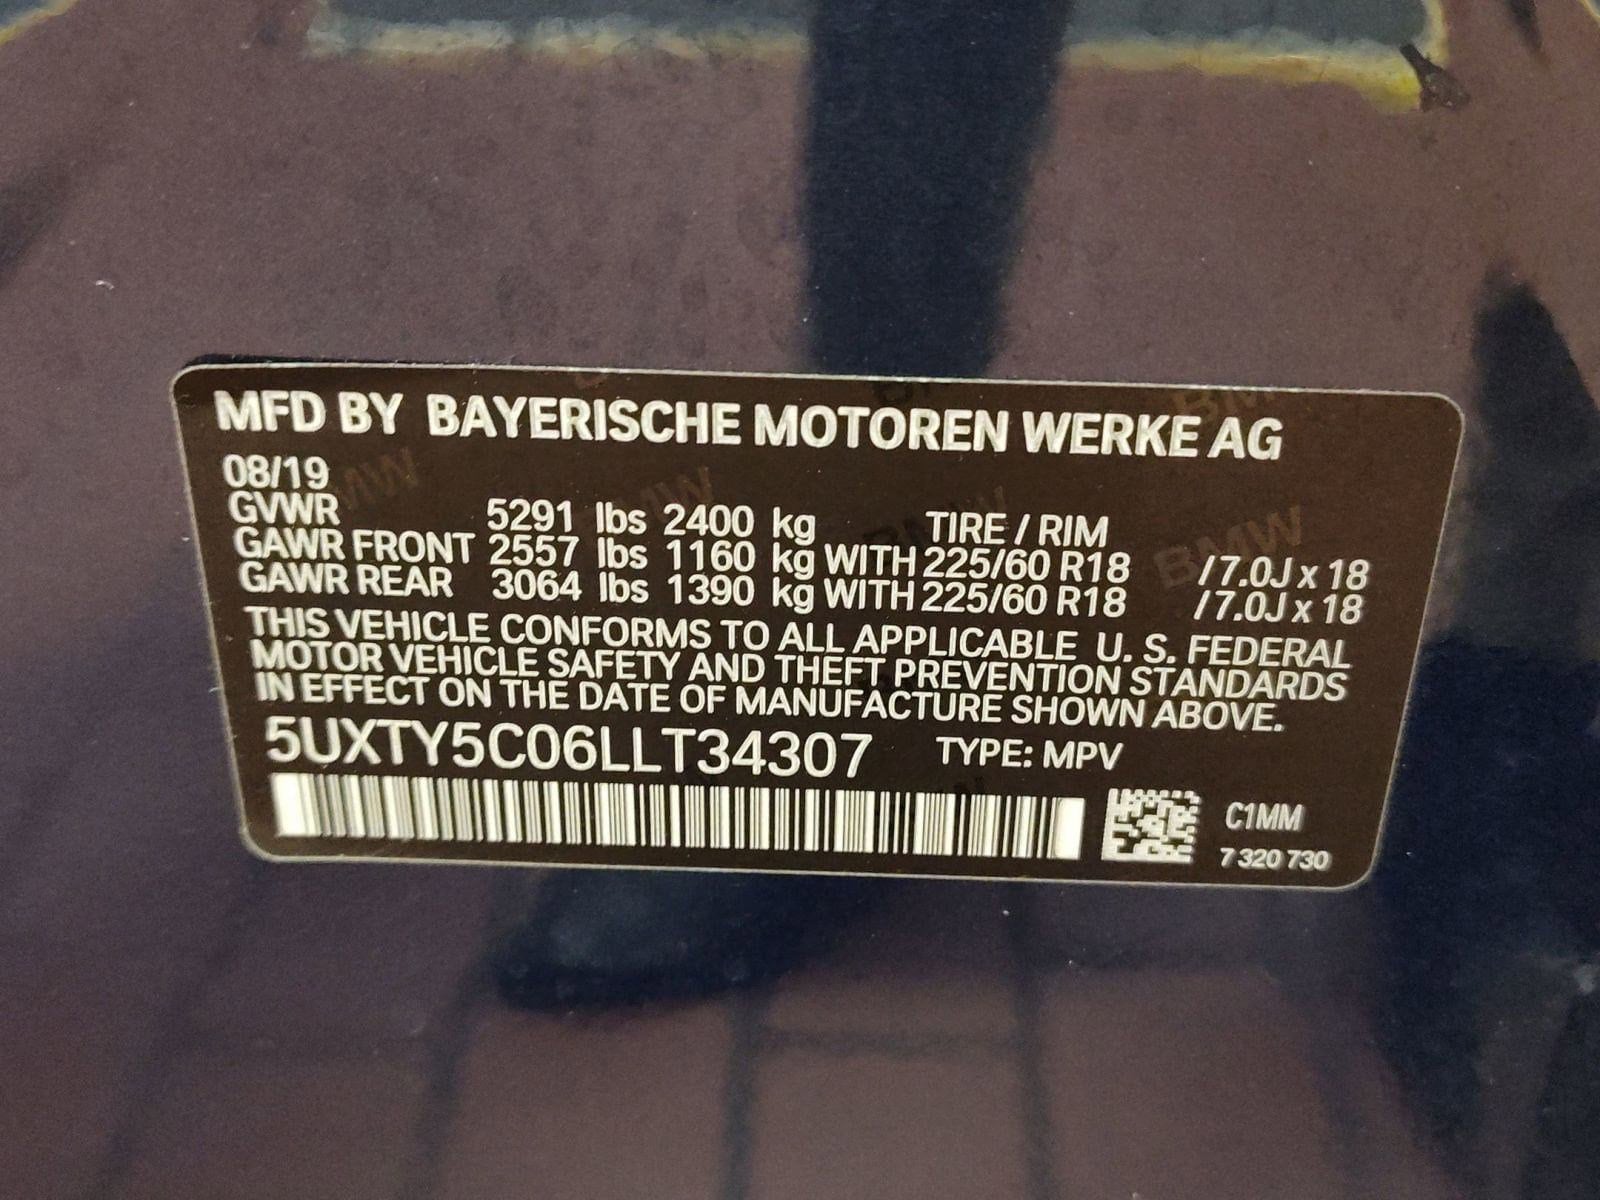 MFD BY BAYERISCHE MOTOREN WERKE AG
08/19
GVWR 5291 lbs 2400 kg TIRE / RIM
GAWR FRONT 2557 lbs 1160 kg WITH 225/60 R18 / 7.0J x 18
GAWR REAR 3064 lbs 1390 kg WITH 225/60 R18 / 7.0J x 18
THIS VEHICLE CONFORMS TO ALL APPLICABLE U. S. FEDERAL
MOTOR VEHICLE SAFETY AND THEFT PREVENTION STANDARDS
IN EFFECT ON THE DATE OF MANUFACTURE SHOWN ABOVE.
5UXTY5C06LLT34307 TYPE: MPV
C1MM
7 320 730